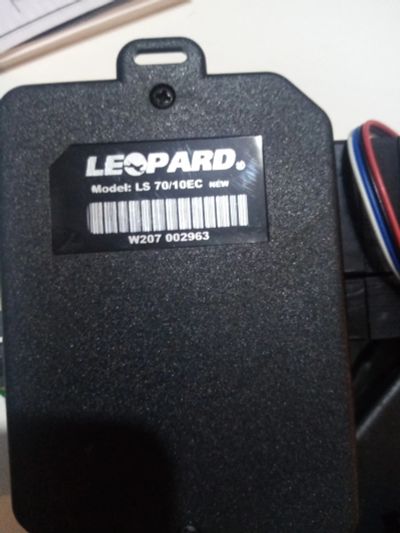 LEOPARD
Model: LS 70/10EC NEW
W207 002963